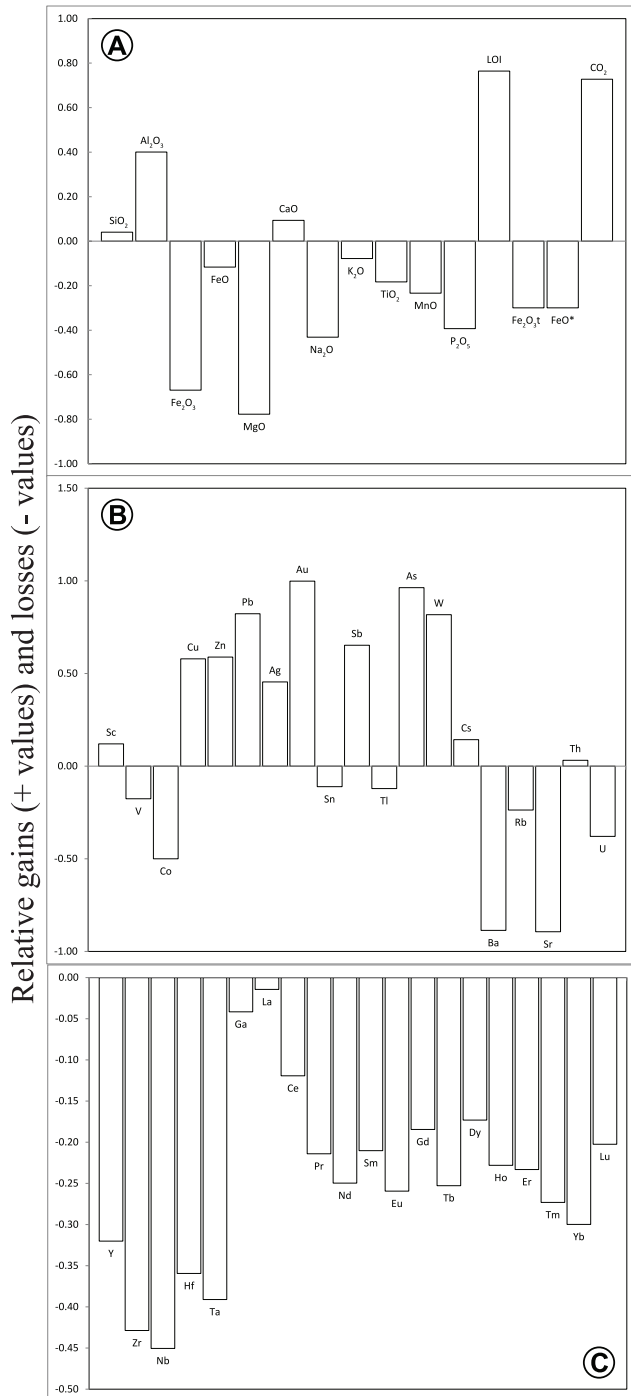 Relative gains (+ values) and losses (- values)
A
1.00
0.80
0.60
0.40
0.20
0.00
-0.20
-0.40
-0.60
-0.80
-1.00
SiO₂
Al₂O₃
Fe₂O₃
FeO
MgO
CaO
Na₂O
K₂O
TiO₂
MnO
P₂O₅
LOI
Fe₂O₃t
FeO*
CO₂
B
1.50
1.00
0.50
0.00
-0.50
-1.00
Sc
V
Co
Cu
Zn
Pb
Ag
Au
Sn
Sb
Tl
As
W
Cs
Ba
Rb
Sr
Th
U
0.00
-0.05
-0.10
-0.15
-0.20
-0.25
-0.30
-0.35
-0.40
-0.45
-0.50
Y
Zr
Nb
Hf
Ta
Ga
La
Ce
Pr
Nd
Sm
Eu
Gd
Tb
Dy
Ho
Er
Tm
Yb
Lu
C